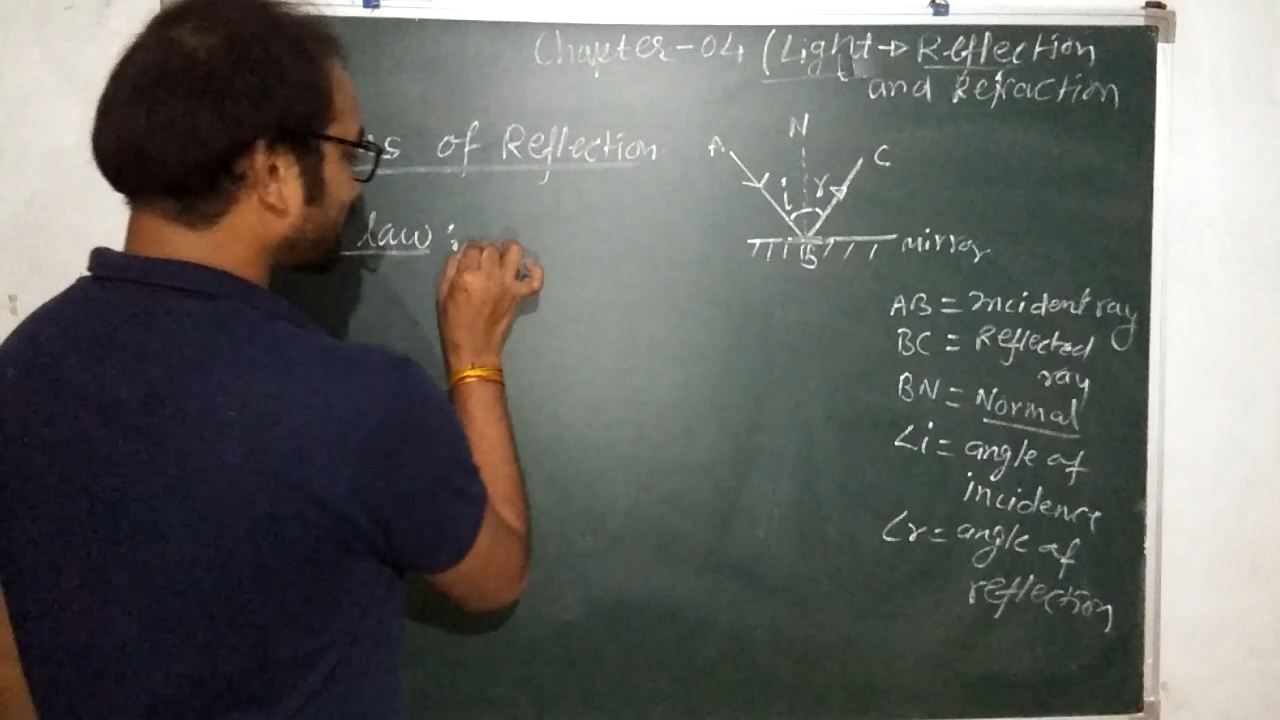 Chapter-04 (Light → Reflection
and Refraction
s of Reflection
law :
A N C
i r
B
mirror
AB = Incident ray
BC = Reflected
ray
BN = Normal
∠i = angle of
incidence
∠r = angle of
reflection